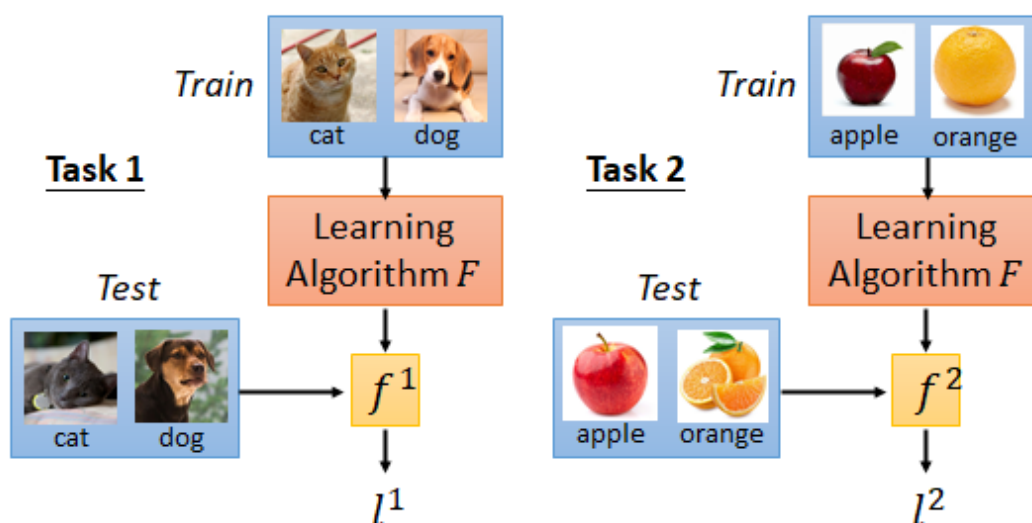 Train
cat
dog
Task 1
Learning
Algorithm F
Test
cat
dog
f¹
l¹
Train
apple
orange
Task 2
Learning
Algorithm F
Test
apple
orange
f²
l²